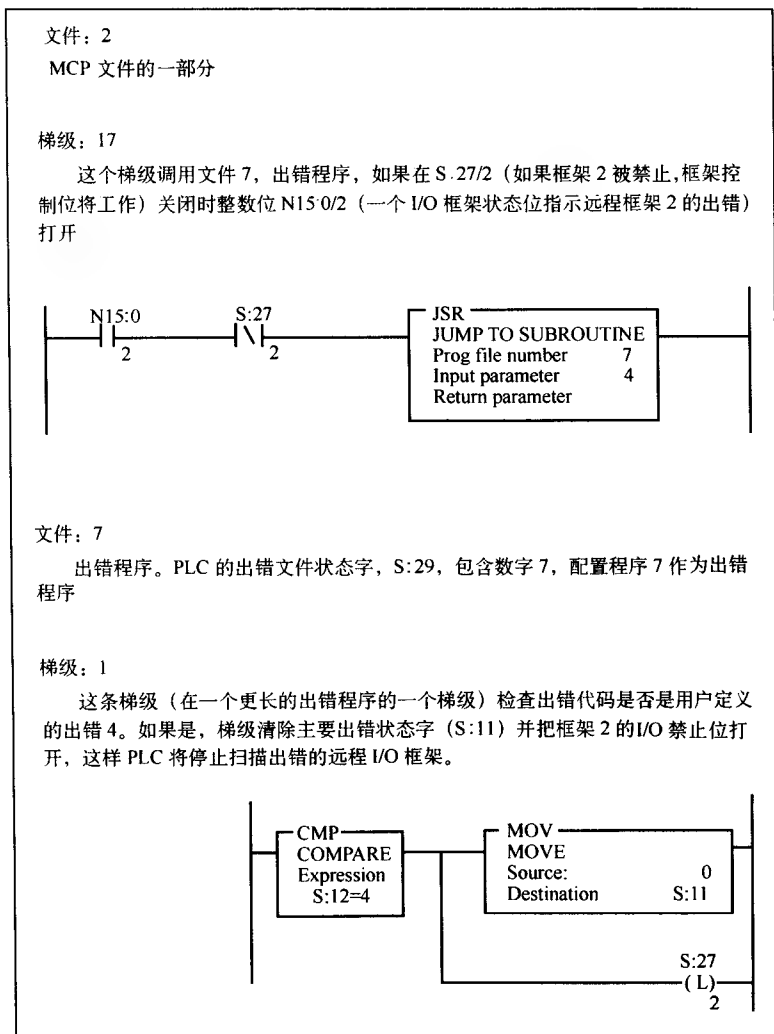 文件：2
MCP 文件的一部分
梯级：17
这个梯级调用文件 7，出错程序，如果在 S:27/2（如果框架 2 被禁止,框架控
制位将工作）关闭时整数位 N15:0/2（一个 I/O 框架状态位指示远程框架 2 的出错）
打开
N15:0
2
S:27
2
JSR
JUMP TO SUBROUTINE
Prog file number 7
Input parameter 4
Return parameter
文件：7
出错程序。PLC 的出错文件状态字，S:29，包含数字 7，配置程序 7 作为出错
程序
梯级：1
这条梯级（在一个更长的出错程序的一个梯级）检查出错代码是否是用户定义
的出错 4。如果是，梯级清除主要出错状态字（S:11）并把框架 2 的I/O 禁止位打
开，这样 PLC 将停止扫描出错的远程 I/O 框架。
CMP
COMPARE
Expression
S:12=4
MOV
MOVE
Source: 0
Destination S:11
S:27
( L)
2